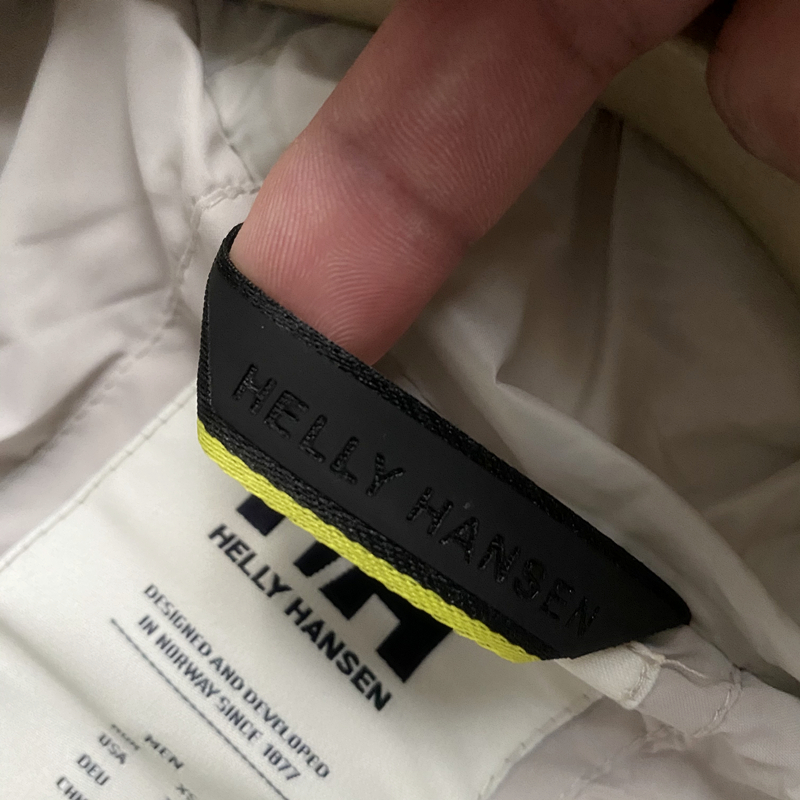 HELLY HANSEN
HELLY HANSEN
DESIGNED AND DEVELOPED
IN NORWAY SINCE 1877
MEN
USA
DEU